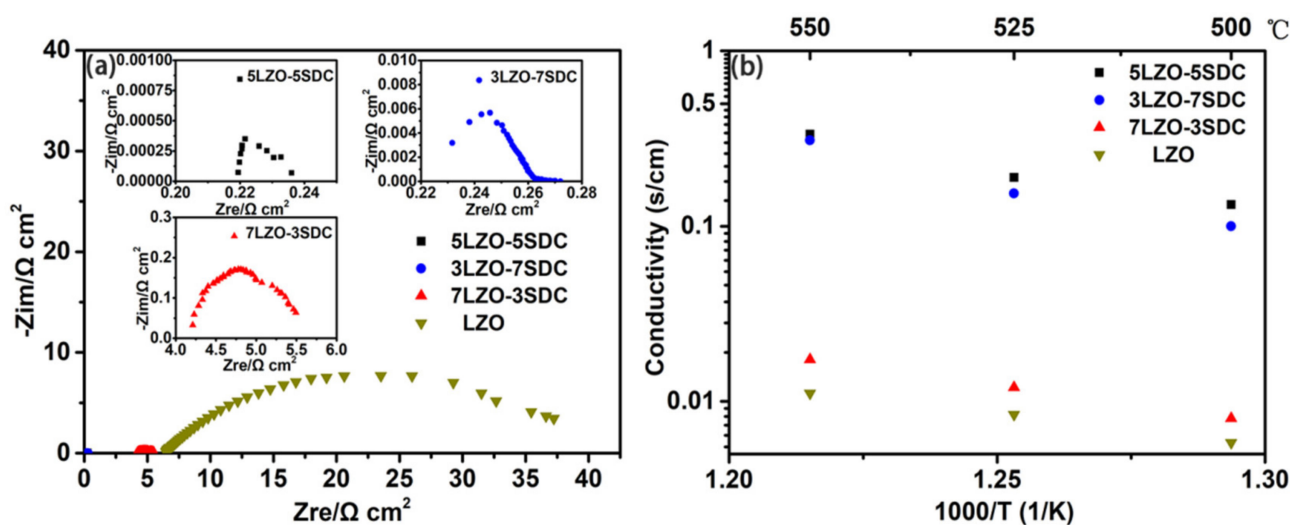 (a)
40
35
30
25
20
15
10
5
0
-Zim/Ω cm²
0 5 10 15 20 25 30 35 40
Zre/Ω cm²
0.00100
0.00075
0.00050
0.00025
0.00000
-Zim/Ω cm²
5LZO-5SDC
0.20 0.22 0.24
Zre/Ω cm²
0.010
0.008
0.006
0.004
0.002
0.000
-Zim/Ω cm²
3LZO-7SDC
0.22 0.24 0.26 0.28
Zre/Ω cm²
0.3
0.2
0.1
0.0
-Zim/Ω cm²
7LZO-3SDC
4.0 4.5 5.0 5.5 6.0
Zre/Ω cm²
5LZO-5SDC
3LZO-7SDC
7LZO-3SDC
LZO
550 525 500 ℃
(b)
1
0.5
0.1
0.01
Conductivity (s/cm)
5LZO-5SDC
3LZO-7SDC
7LZO-3SDC
LZO
1.20 1.25 1.30
1000/T (1/K)